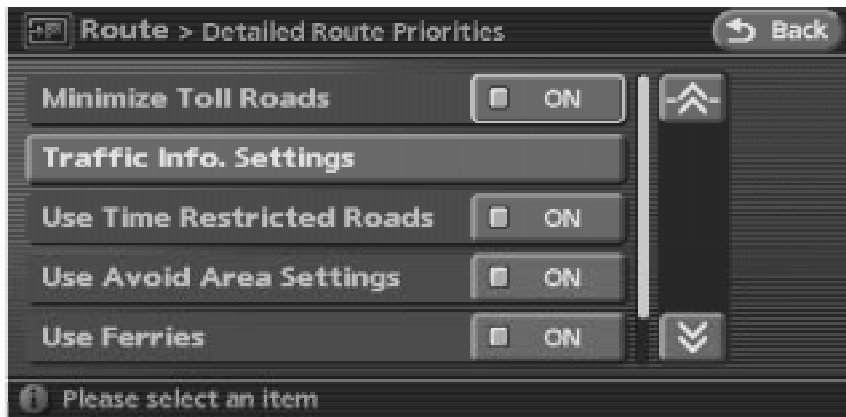 Route > Detailed Route Priorities
Back
Minimize Toll Roads ON
Traffic Info. Settings
Use Time Restricted Roads ON
Use Avoid Area Settings ON
Use Ferries ON
Please select an item